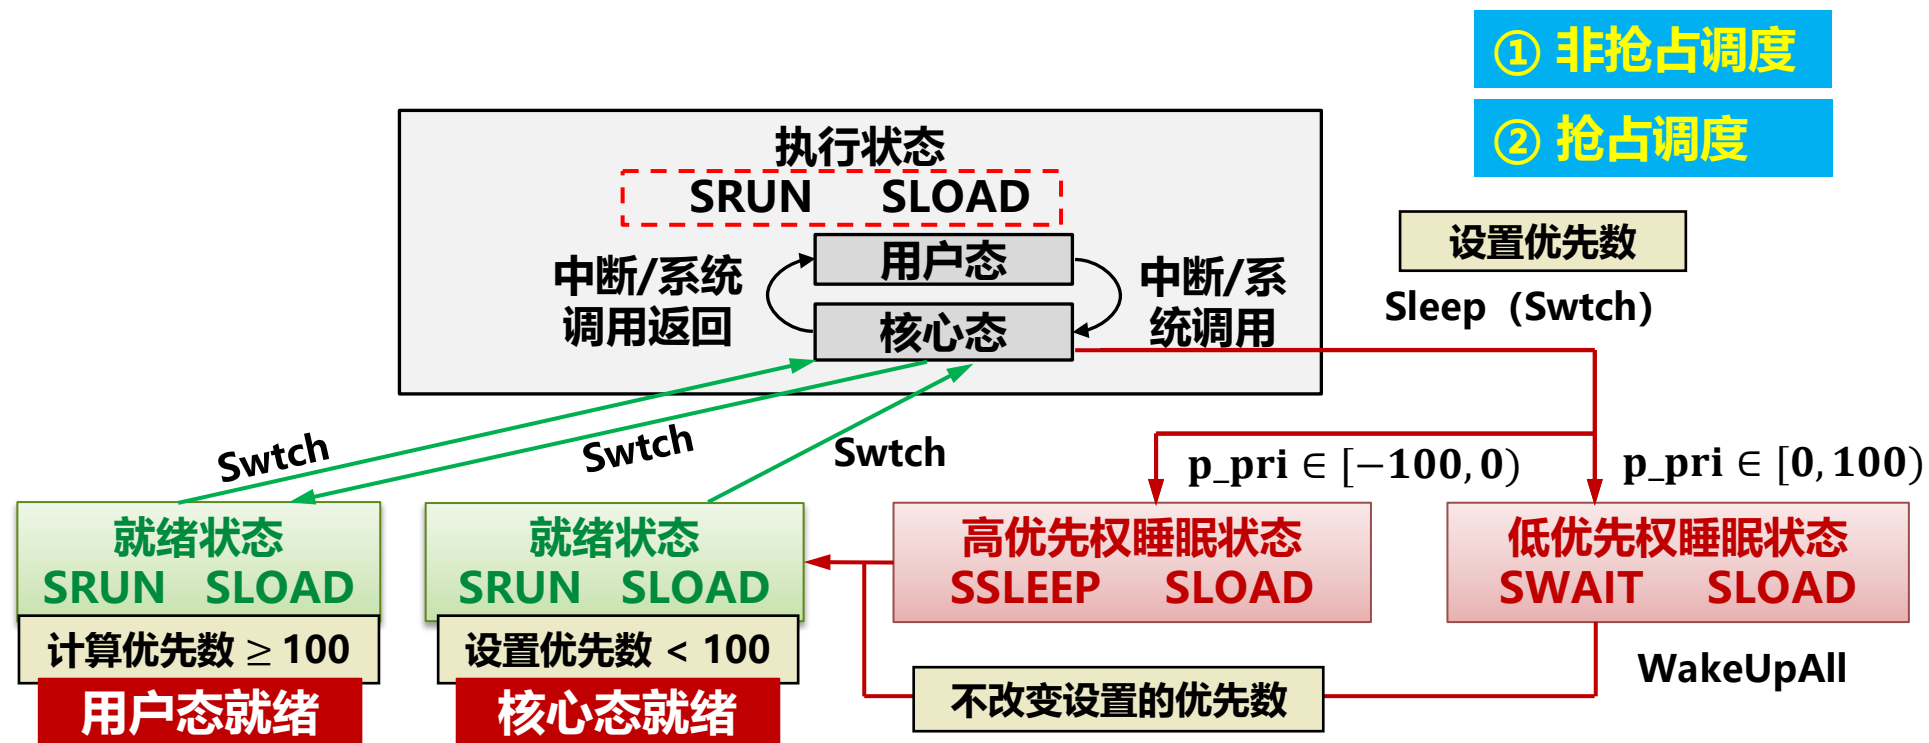 ① 非抢占调度
② 抢占调度
执行状态
SRUN SLOAD
用户态
核心态
中断/系统
调用返回
中断/系
统调用
设置优先数
Sleep (Swtch)
Swtch
Swtch
Swtch
p_pri ∈ [−100, 0)
p_pri ∈ [0, 100)
就绪状态
SRUN SLOAD
计算优先数 ≥ 100
用户态就绪
就绪状态
SRUN SLOAD
设置优先数 < 100
核心态就绪
高优先权睡眠状态
SSLEEP SLOAD
低优先权睡眠状态
SWAIT SLOAD
不改变设置的优先数
WakeUpAll